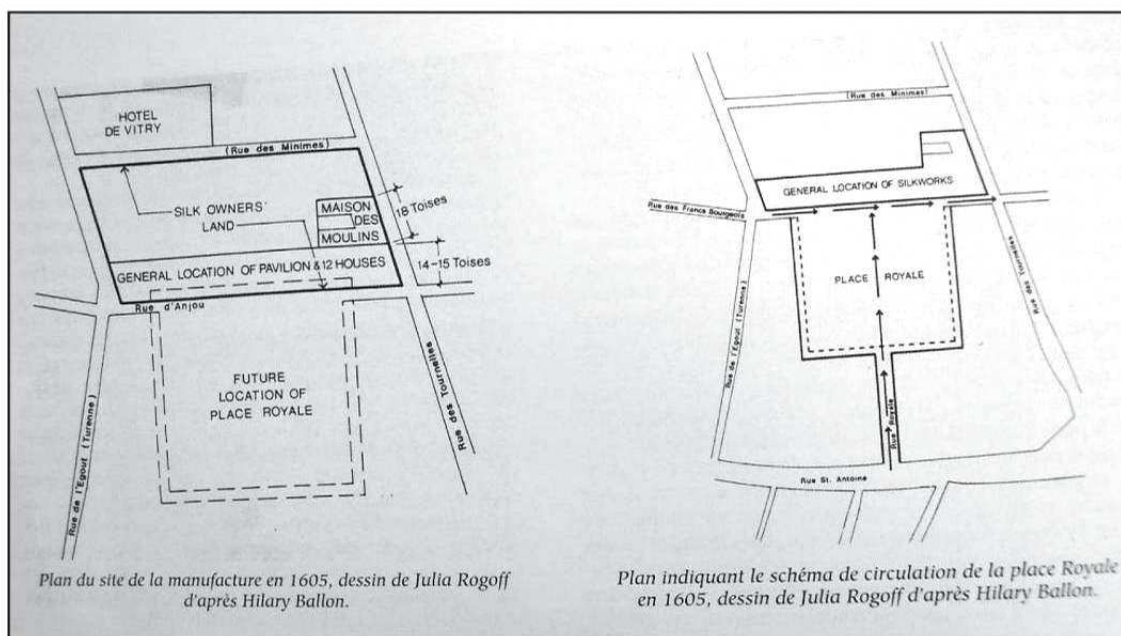 HOTEL
DE VITRY
(Rue des Minimes)
SILK OWNERS'
LAND
MAISON
DES
MOULINS
18 Toises
14-15 Toises
GENERAL LOCATION OF PAVILION & 12 HOUSES
Rue d'Anjou
FUTURE
LOCATION OF
PLACE ROYALE
Rue de l'Egout (Turenne)
Rue des Tournelles
Plan du site de la manufacture en 1605, dessin de Julia Rogoff
d'après Hilary Ballon.
(Rue des Minimes)
GENERAL LOCATION OF SILKWORKS
Rue des Francs Bourgeois
PLACE ROYALE
Rue de l'Egout (Turenne)
Rue des Tournelles
Rue Royale
Rue St. Antoine
Plan indiquant le schéma de circulation de la place Royale
en 1605, dessin de Julia Rogoff d'après Hilary Ballon.